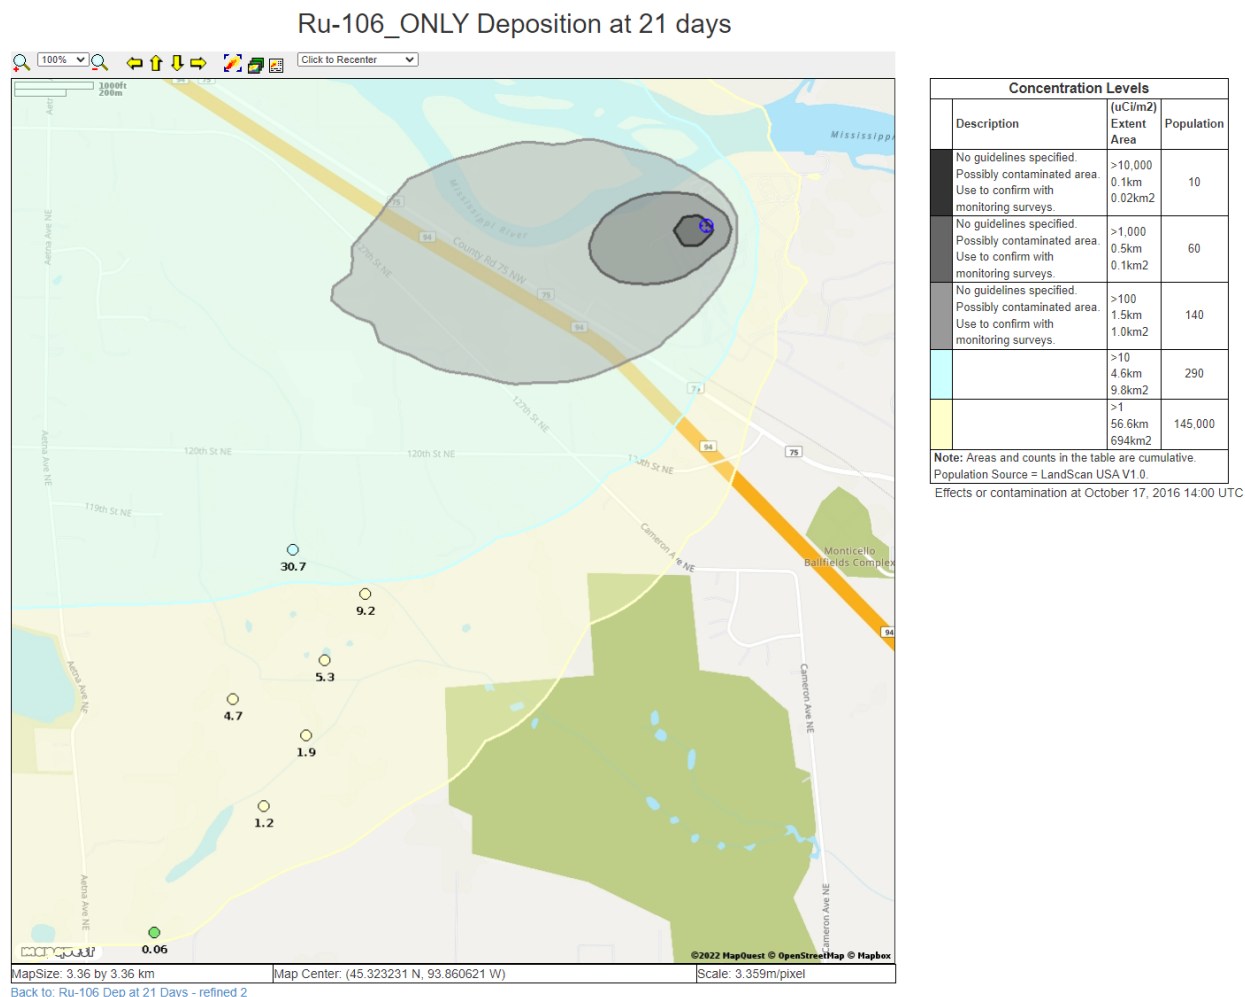 Ru-106_ONLY Deposition at 21 days
100%
Click to Recenter
1000ft
200m
94
75
Mississippi
Aetna Ave NE
75
Mississippi River
94
County Rd 75 NW
127th St NE
75
94
75
127th St NE
94
75
120th St NE
120th St NE
Aetna Ave NE
119th St NE
Cameron Ave NE
Monticello
Ballfields Complex
30.7
9.2
94
5.3
Aetna Ave NE
Cameron Ave NE
4.7
1.9
1.2
Aetna Ave NE
Cameron Ave NE
0.06
mapquest
©2022 MapQuest © OpenStreetMap © Mapbox
MapSize: 3.36 by 3.36 km
Map Center: (45.323231 N, 93.860621 W)
Scale: 3.359m/pixel
Back to: Ru-106 Dep at 21 Days - refined 2
Concentration Levels
Description
(uCi/m2)
Extent
Area
Population
No guidelines specified.
Possibly contaminated area.
Use to confirm with
monitoring surveys.
>10,000
0.1km
0.02km2
10
No guidelines specified.
Possibly contaminated area.
Use to confirm with
monitoring surveys.
>1,000
0.5km
0.1km2
60
No guidelines specified.
Possibly contaminated area.
Use to confirm with
monitoring surveys.
>100
1.5km
1.0km2
140
>10
4.6km
9.8km2
290
>1
56.6km
694km2
145,000
Note: Areas and counts in the table are cumulative.
Population Source = LandScan USA V1.0.
Effects or contamination at October 17, 2016 14:00 UTC